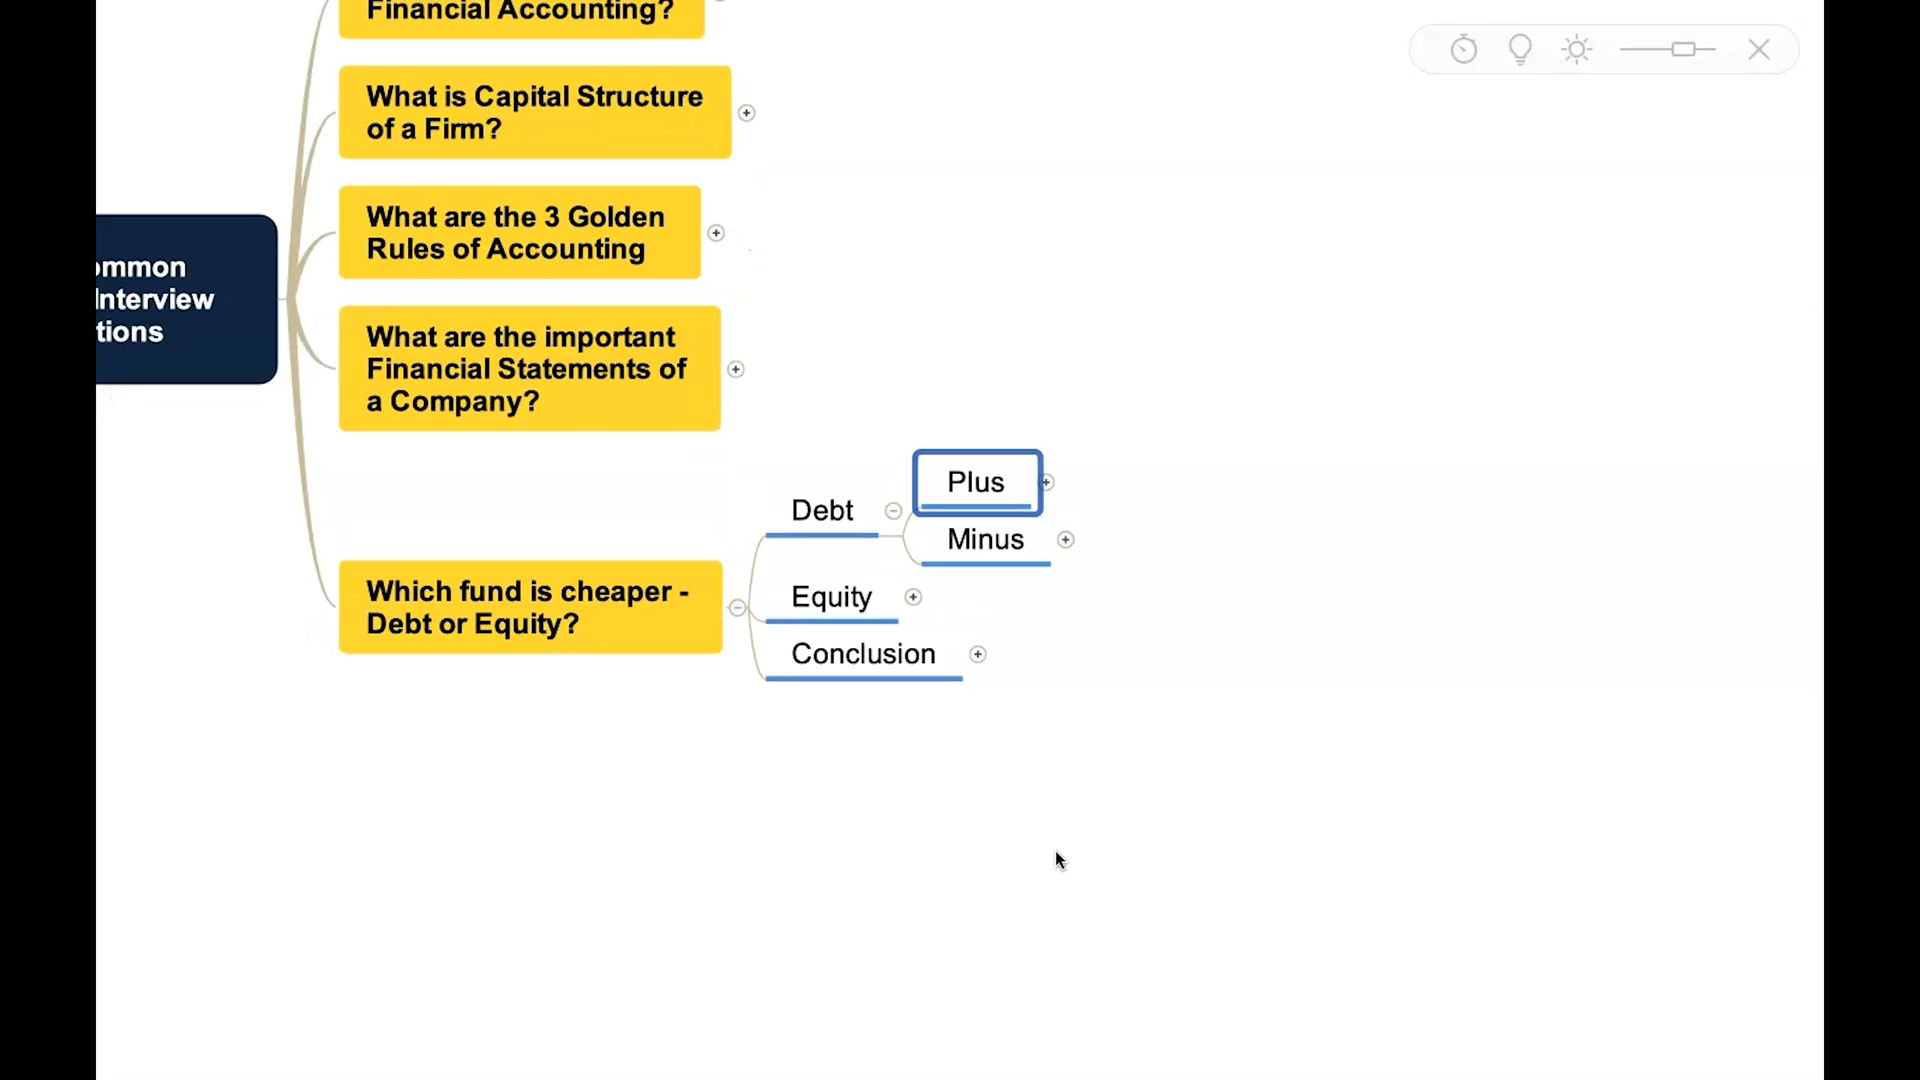 Financial Accounting?
What is Capital Structure
of a Firm?
What are the 3 Golden
Rules of Accounting
ommon
Interview
tions
What are the important
Financial Statements of
a Company?
Plus
Debt
Minus
Which fund is cheaper -
Debt or Equity?
Equity
Conclusion